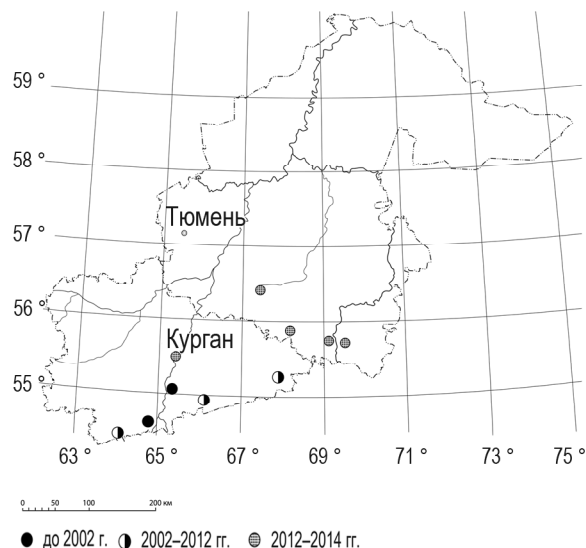 59 °
58 °
57 °
Тюмень
56 °
Курган
55 °
63 ° 65 ° 67 ° 69 ° 71 ° 73 ° 75 °
0 50 100 200 км
до 2002 г. 2002–2012 гг. 2012–2014 гг.